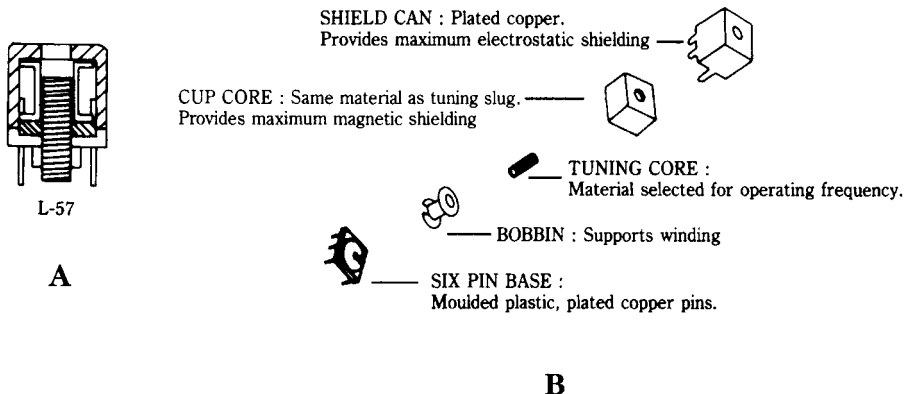 SHIELD CAN : Plated copper.
Provides maximum electrostatic shielding
CUP CORE : Same material as tuning slug.
Provides maximum magnetic shielding
TUNING CORE :
Material selected for operating frequency.
L-57
BOBBIN : Supports winding
A
SIX PIN BASE :
Moulded plastic, plated copper pins.
B